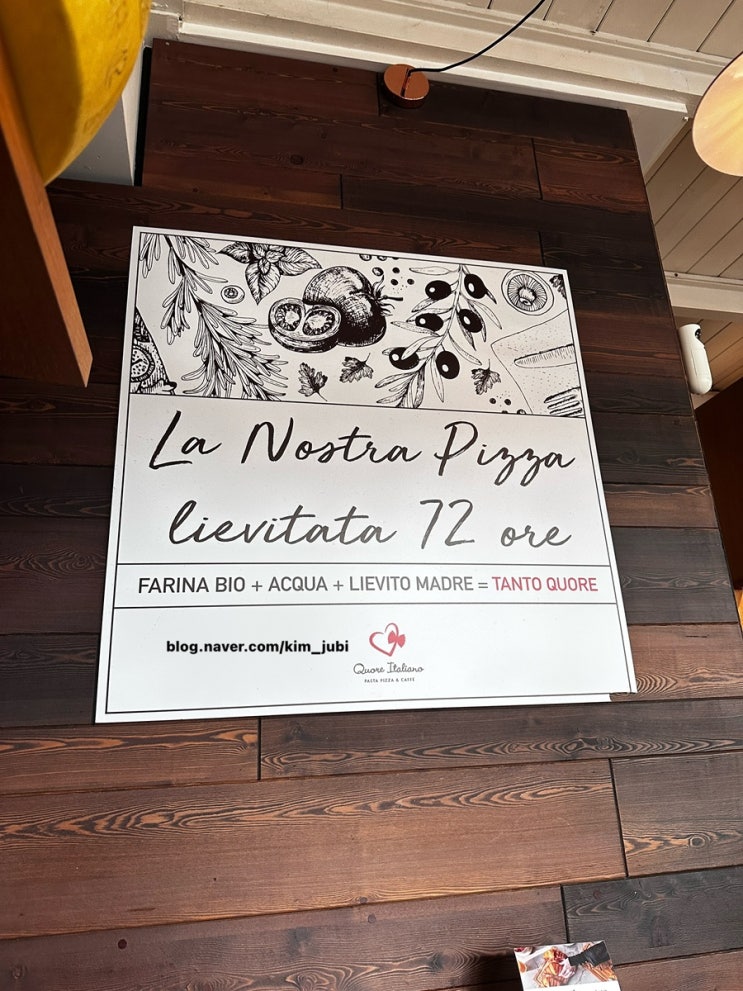 La Nostra Pizza
lievitata 72 ore
FARINA BIO + ACQUA + LIEVITO MADRE = TANTO QUORE
blog.naver.com/kim_jubi
Quore Italiano
PASTA PIZZA & CAFFÈ